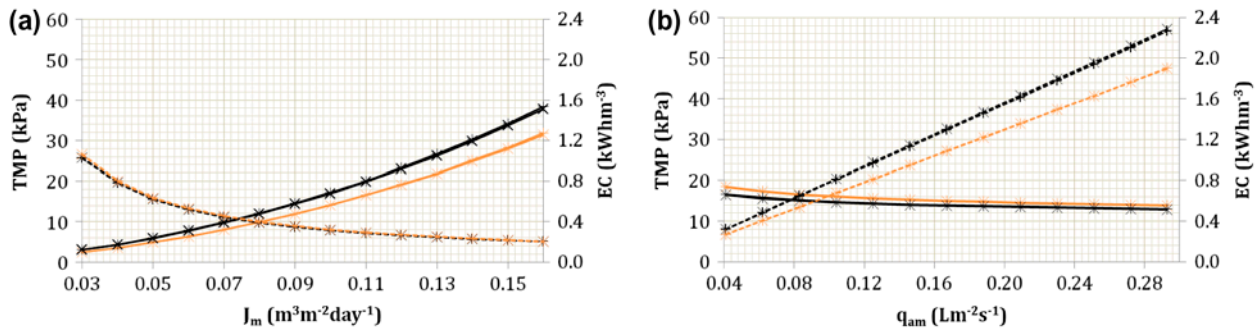 (a)
60
50
40
30
20
10
0
TMP (kPa)
2.4
2.0
1.6
1.2
0.8
0.4
0.0
EC (kWhm⁻³)
0.03 0.05 0.07 0.09 0.11 0.13 0.15
Jₘ (m³m⁻²day⁻¹)
(b)
60
50
40
30
20
10
0
TMP (kPa)
2.4
2.0
1.6
1.2
0.8
0.4
0.0
EC (kWhm⁻³)
0.04 0.08 0.12 0.16 0.20 0.24 0.28
qₐₘ (Lm⁻²s⁻¹)